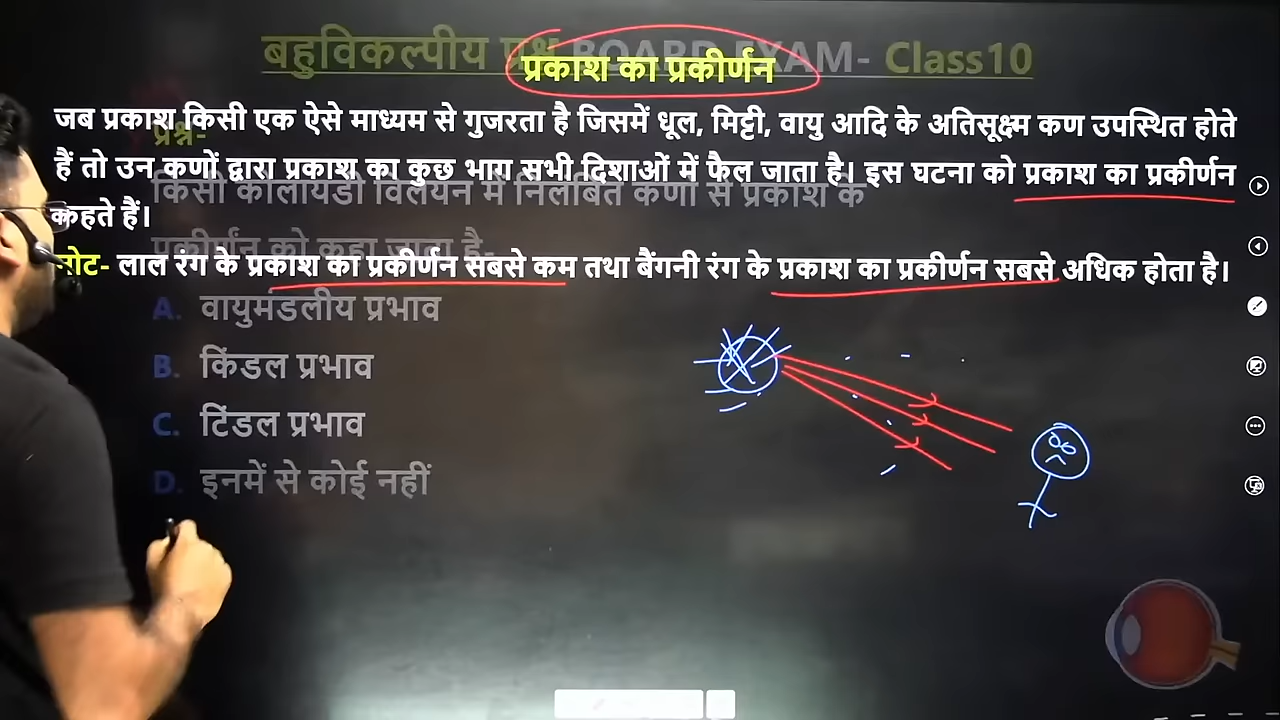 बहुविकल्पीय प्रश्न BOARD EXAM- Class10
प्रकाश का प्रकीर्णन
जब प्रकाश किसी एक ऐसे माध्यम से गुजरता है जिसमें धूल, मिट्टी, वायु आदि के अतिसूक्ष्म कण उपस्थित होते
प्रश्न-
हैं तो उन कणों द्वारा प्रकाश का कुछ भाग सभी दिशाओं में फैल जाता है। इस घटना को प्रकाश का प्रकीर्णन
किसी कोलॉयडी विलयन में निलंबित कणों से प्रकाश के
कहते हैं।
प्रकीर्णन को कहा जाता है-
नोट- लाल रंग के प्रकाश का प्रकीर्णन सबसे कम तथा बैंगनी रंग के प्रकाश का प्रकीर्णन सबसे अधिक होता है।
A. वायुमंडलीय प्रभाव
B. किंडल प्रभाव
C. टिंडल प्रभाव
D. इनमें से कोई नहीं